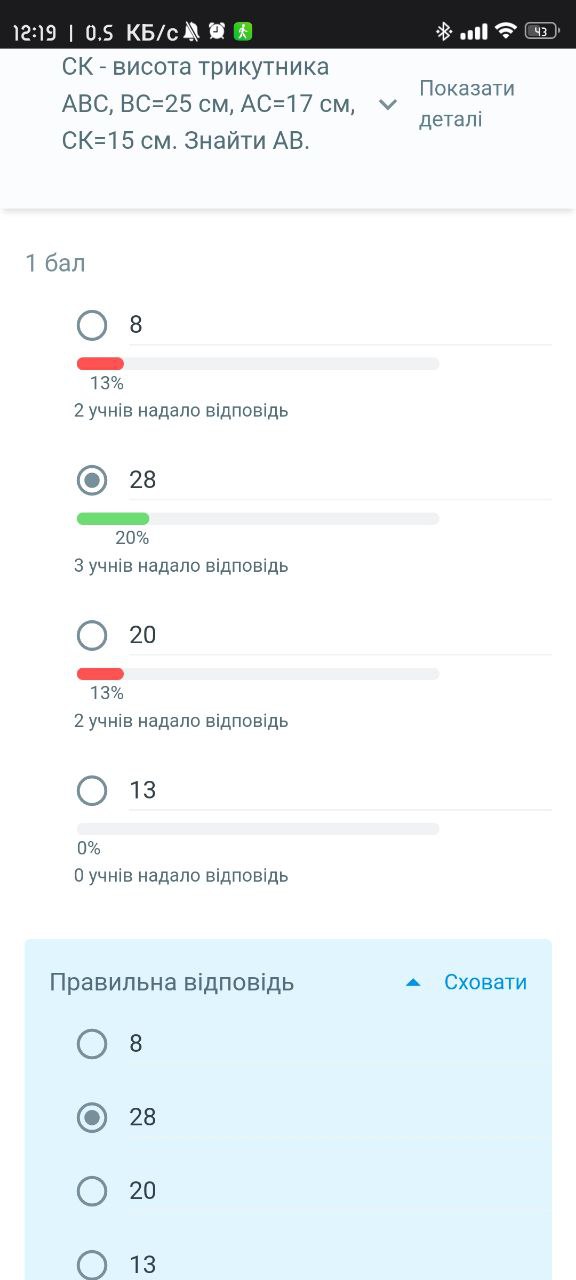 12:19 | 0,5 КБ/с
43
СК - висота трикутника
АВС, ВС=25 см, АС=17 см,
СК=15 см. Знайти АВ.
Показати
деталі
1 бал
8
13%
2 учнів надало відповідь
28
20%
3 учнів надало відповідь
20
13%
2 учнів надало відповідь
13
0%
0 учнів надало відповідь
Правильна відповідь
Сховати
8
28
20
13